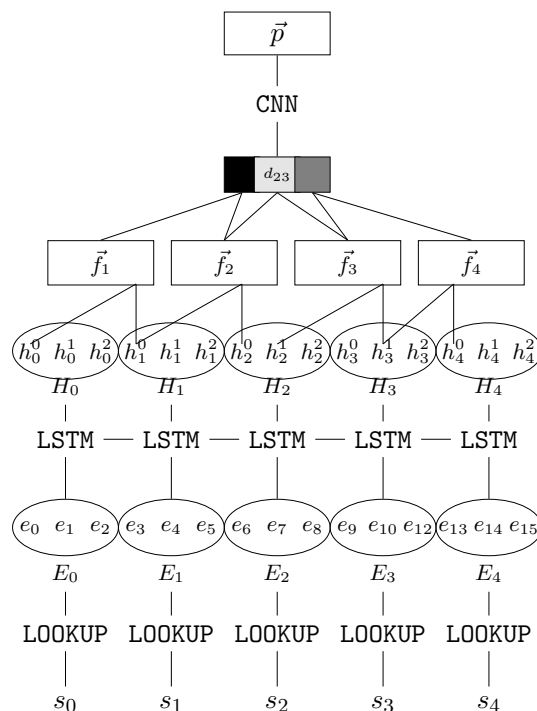 p⃗
CNN
d₂₃
f⃗₁ f⃗₂ f⃗₃ f⃗₄
h₀⁰ h₀¹ h₀² h₁⁰ h₁¹ h₁² h₂⁰ h₂¹ h₂² h₃⁰ h₃¹ h₃² h₄⁰ h₄¹ h₄²
H₀ H₁ H₂ H₃ H₄
LSTM LSTM LSTM LSTM LSTM
e₀ e₁ e₂ e₃ e₄ e₅ e₆ e₇ e₈ e₉ e₁₀ e₁₂ e₁₃ e₁₄ e₁₅
E₀ E₁ E₂ E₃ E₄
LOOKUP LOOKUP LOOKUP LOOKUP LOOKUP
s₀ s₁ s₂ s₃ s₄